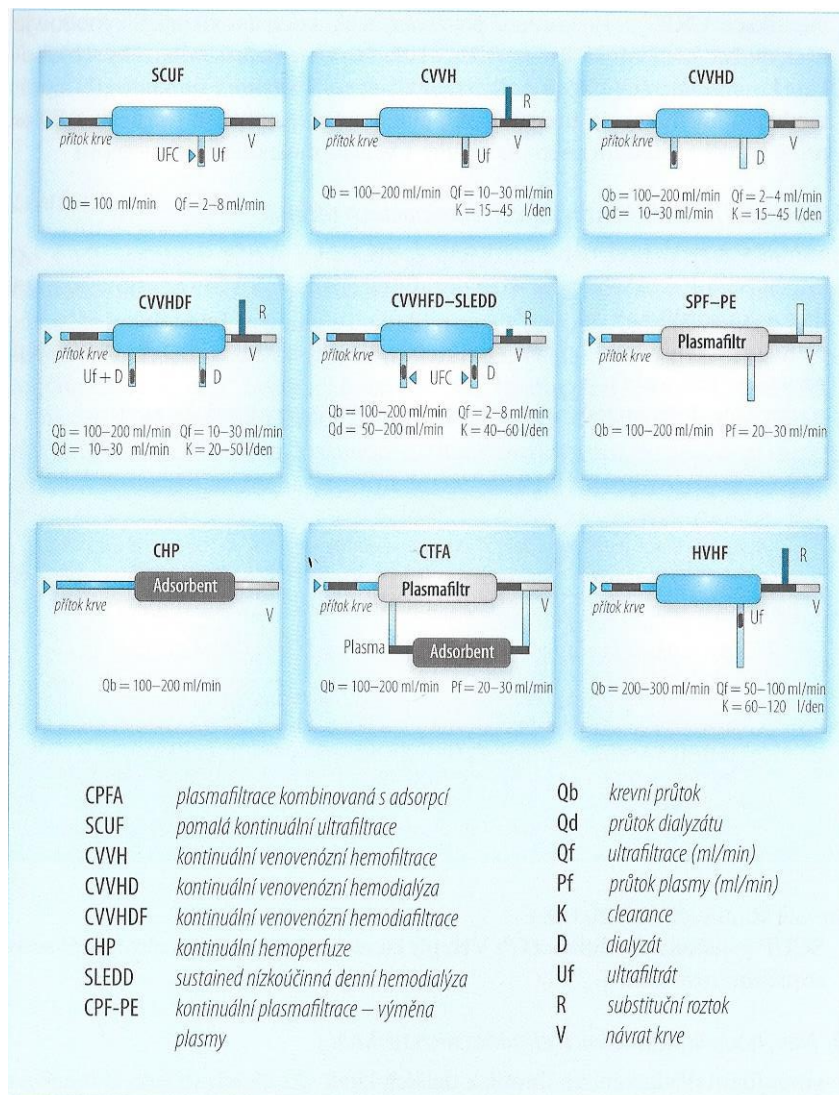 SCUF
přítok krve
V
UFC
Uf
Qb = 100 ml/min Qf = 2–8 ml/min
CVVH
R
přítok krve
V
Uf
Qb = 100–200 ml/min Qf = 10–30 ml/min
K = 15–45 l/den
CVVHD
přítok krve
V
D
Qb = 100–200 ml/min Qf = 2–4 ml/min
Qd = 10–30 ml/min K = 15–45 l/den
CVVHDF
R
přítok krve
V
Uf + D
D
Qb = 100–200 ml/min Qf = 10–30 ml/min
Qd = 10–30 ml/min K = 20–50 l/den
CVVHFD–SLEDD
R
přítok krve
V
UFC
D
Qb = 100–200 ml/min Qf = 2–8 ml/min
Qd = 50–200 ml/min K = 40–60 l/den
SPF–PE
Plasmafiltr
přítok krve
V
Qb = 100–200 ml/min Pf = 20–30 ml/min
CHP
Adsorbent
přítok krve
V
Qb = 100–200 ml/min
CTFA
Plasmafiltr
přítok krve
V
Plasma
Adsorbent
Qb = 100–200 ml/min Pf = 20–30 ml/min
HVHF
R
přítok krve
V
Uf
Qb = 200–300 ml/min Qf = 50–100 ml/min
K = 60–120 l/den
CPFA plasmafiltrace kombinovaná s adsorpcí
SCUF pomalá kontinuální ultrafiltrace
CVVH kontinuální venovenózní hemofiltrace
CVVHD kontinuální venovenózní hemodialýza
CVVHDF kontinuální venovenózní hemodiafiltrace
CHP kontinuální hemoperfuze
SLEDD sustained nízkoúčinná denní hemodialýza
CPF-PE kontinuální plasmafiltrace – výměna
plasmy
Qb krevní průtok
Qd průtok dialyzátu
Qf ultrafiltrace (ml/min)
Pf průtok plasmy (ml/min)
K clearance
D dialyzát
Uf ultrafiltrát
R substituční roztok
V návrat krve